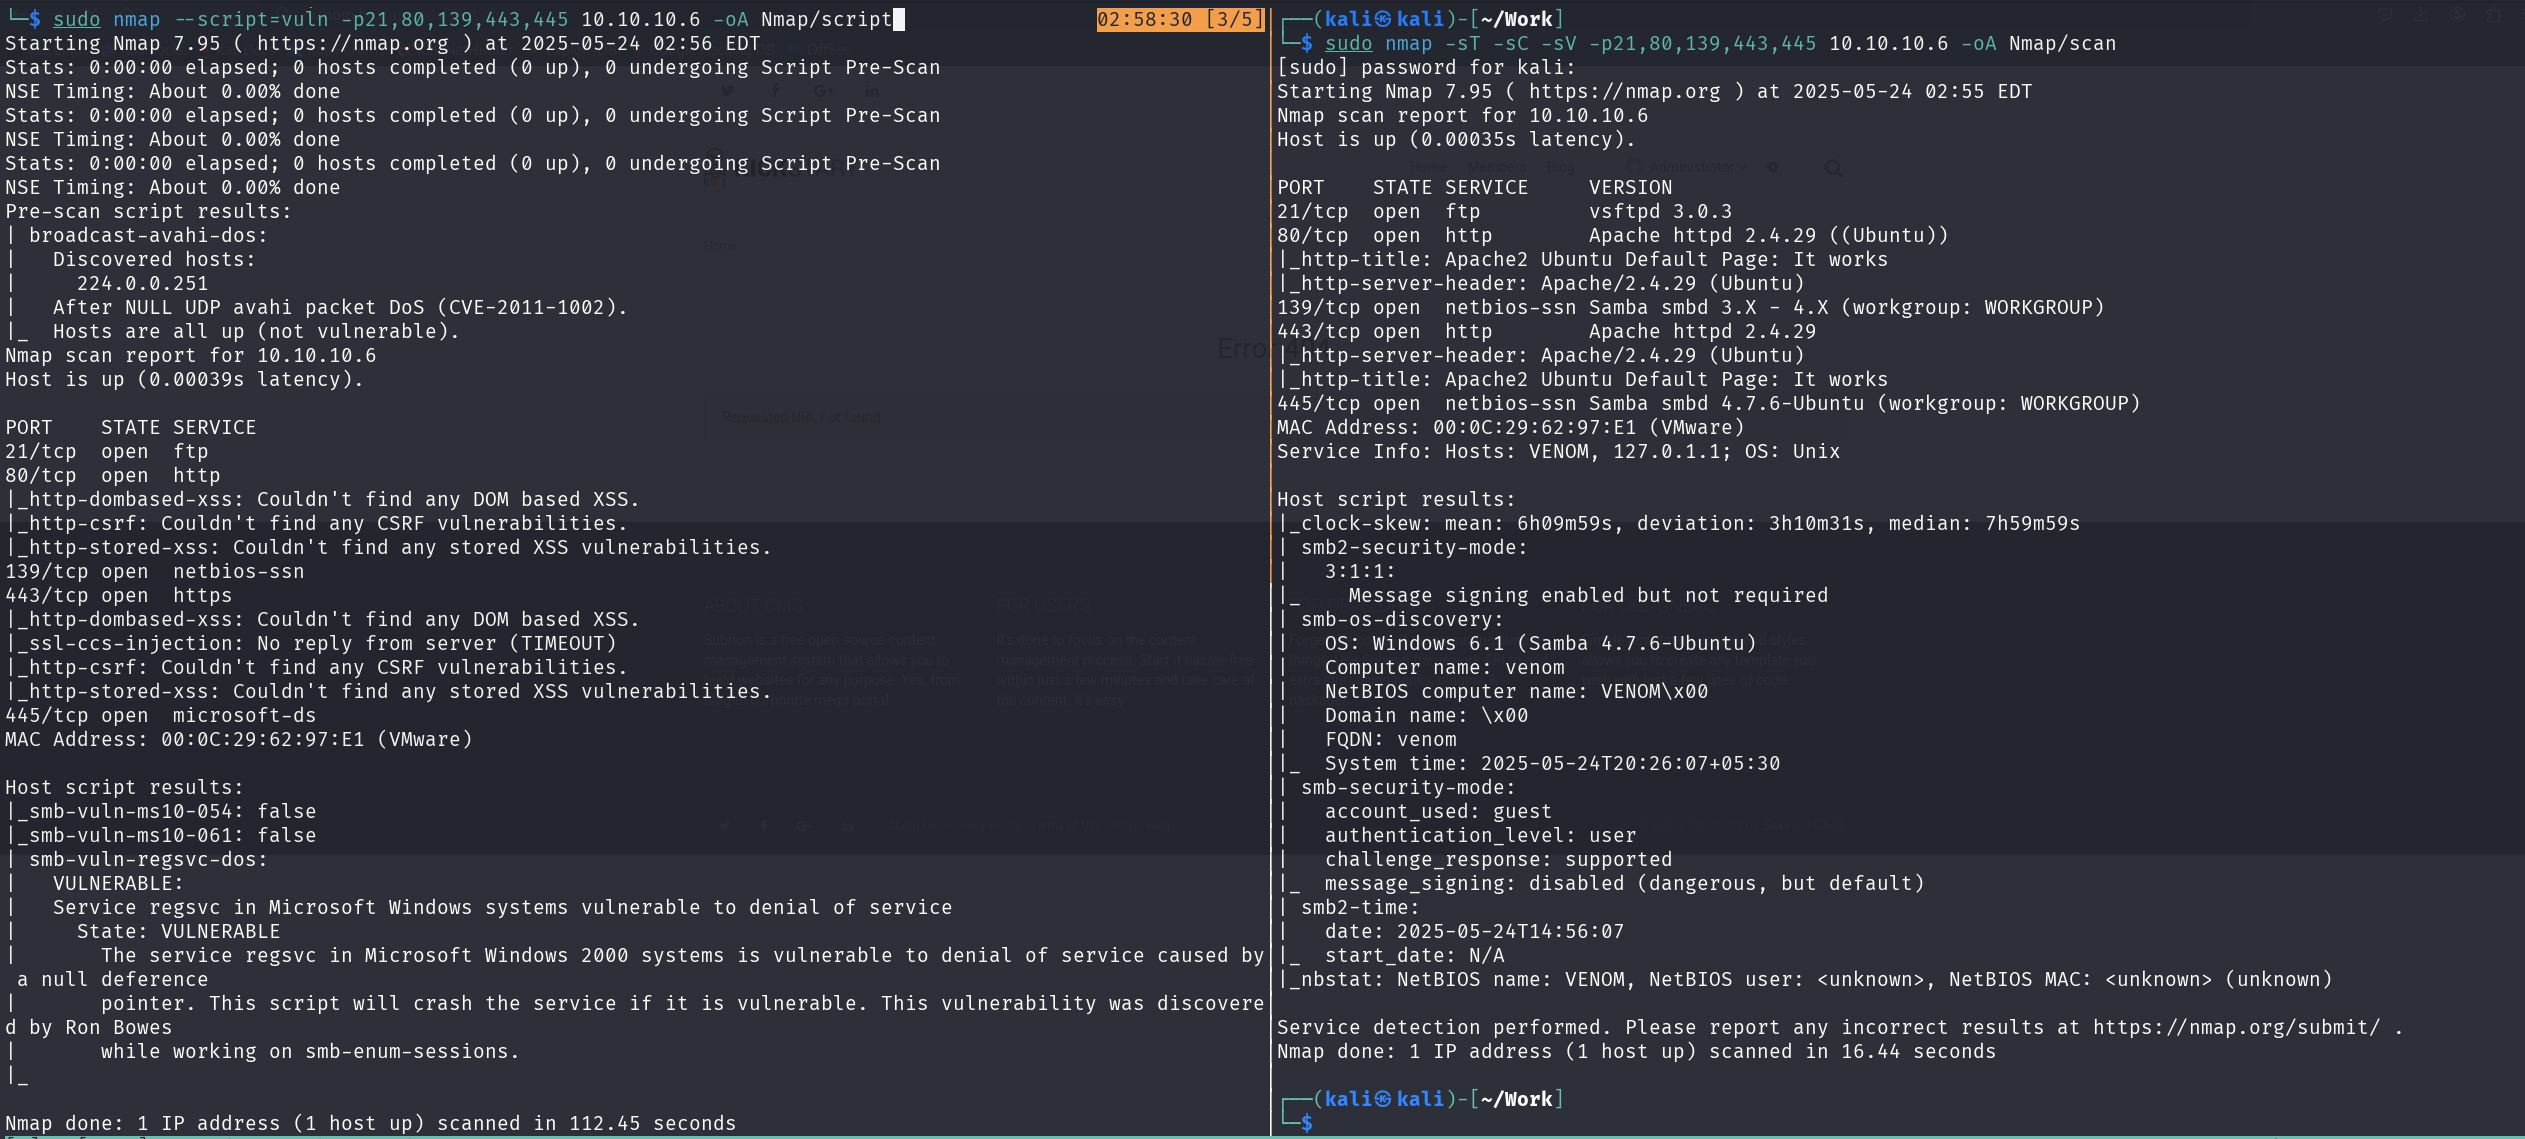 └─$ sudo nmap --script=vuln -p21,80,139,443,445 10.10.10.6 -oA Nmap/script
02:58:30 [3/5]
Starting Nmap 7.95 ( https://nmap.org ) at 2025-05-24 02:56 EDT
Stats: 0:00:00 elapsed; 0 hosts completed (0 up), 0 undergoing Script Pre-Scan
NSE Timing: About 0.00% done
Stats: 0:00:00 elapsed; 0 hosts completed (0 up), 0 undergoing Script Pre-Scan
NSE Timing: About 0.00% done
Stats: 0:00:00 elapsed; 0 hosts completed (0 up), 0 undergoing Script Pre-Scan
NSE Timing: About 0.00% done
Pre-scan script results:
| broadcast-avahi-dos:
|   Discovered hosts:
|     224.0.0.251
|   After NULL UDP avahi packet DoS (CVE-2011-1002).
|_  Hosts are all up (not vulnerable).
Nmap scan report for 10.10.10.6
Host is up (0.00039s latency).
PORT    STATE SERVICE
21/tcp  open  ftp
80/tcp  open  http
|_http-dombased-xss: Couldn't find any DOM based XSS.
|_http-csrf: Couldn't find any CSRF vulnerabilities.
|_http-stored-xss: Couldn't find any stored XSS vulnerabilities.
139/tcp open  netbios-ssn
443/tcp open  https
|_http-dombased-xss: Couldn't find any DOM based XSS.
|_ssl-ccs-injection: No reply from server (TIMEOUT)
|_http-csrf: Couldn't find any CSRF vulnerabilities.
|_http-stored-xss: Couldn't find any stored XSS vulnerabilities.
445/tcp open  microsoft-ds
MAC Address: 00:0C:29:62:97:E1 (VMware)
Host script results:
|_smb-vuln-ms10-054: false
|_smb-vuln-ms10-061: false
| smb-vuln-regsvc-dos:
|   VULNERABLE:
|   Service regsvc in Microsoft Windows systems vulnerable to denial of service
|     State: VULNERABLE
|       The service regsvc in Microsoft Windows 2000 systems is vulnerable to denial of service caused by
 a null deference
|       pointer. This script will crash the service if it is vulnerable. This vulnerability was discovere
d by Ron Bowes
|       while working on smb-enum-sessions.
|_
Nmap done: 1 IP address (1 host up) scanned in 112.45 seconds
┌──(kali㉿kali)-[~/Work]
└─$ sudo nmap -sT -sC -sV -p21,80,139,443,445 10.10.10.6 -oA Nmap/scan
[sudo] password for kali:
Starting Nmap 7.95 ( https://nmap.org ) at 2025-05-24 02:55 EDT
Nmap scan report for 10.10.10.6
Host is up (0.00035s latency).
PORT    STATE SERVICE     VERSION
21/tcp  open  ftp         vsftpd 3.0.3
80/tcp  open  http        Apache httpd 2.4.29 ((Ubuntu))
|_http-title: Apache2 Ubuntu Default Page: It works
|_http-server-header: Apache/2.4.29 (Ubuntu)
139/tcp open  netbios-ssn Samba smbd 3.X - 4.X (workgroup: WORKGROUP)
443/tcp open  http        Apache httpd 2.4.29
|_http-server-header: Apache/2.4.29 (Ubuntu)
|_http-title: Apache2 Ubuntu Default Page: It works
445/tcp open  netbios-ssn Samba smbd 4.7.6-Ubuntu (workgroup: WORKGROUP)
MAC Address: 00:0C:29:62:97:E1 (VMware)
Service Info: Hosts: VENOM, 127.0.1.1; OS: Unix
Host script results:
|_clock-skew: mean: 6h09m59s, deviation: 3h10m31s, median: 7h59m59s
| smb2-security-mode:
|   3:1:1:
|_    Message signing enabled but not required
| smb-os-discovery:
|   OS: Windows 6.1 (Samba 4.7.6-Ubuntu)
|   Computer name: venom
|   NetBIOS computer name: VENOM\x00
|   Domain name: \x00
|   FQDN: venom
|_  System time: 2025-05-24T20:26:07+05:30
| smb-security-mode:
|   account_used: guest
|   authentication_level: user
|   challenge_response: supported
|_  message_signing: disabled (dangerous, but default)
| smb2-time:
|   date: 2025-05-24T14:56:07
|_  start_date: N/A
|_nbstat: NetBIOS name: VENOM, NetBIOS user: <unknown>, NetBIOS MAC: <unknown> (unknown)
Service detection performed. Please report any incorrect results at https://nmap.org/submit/ .
Nmap done: 1 IP address (1 host up) scanned in 16.44 seconds
┌──(kali㉿kali)-[~/Work]
└─$